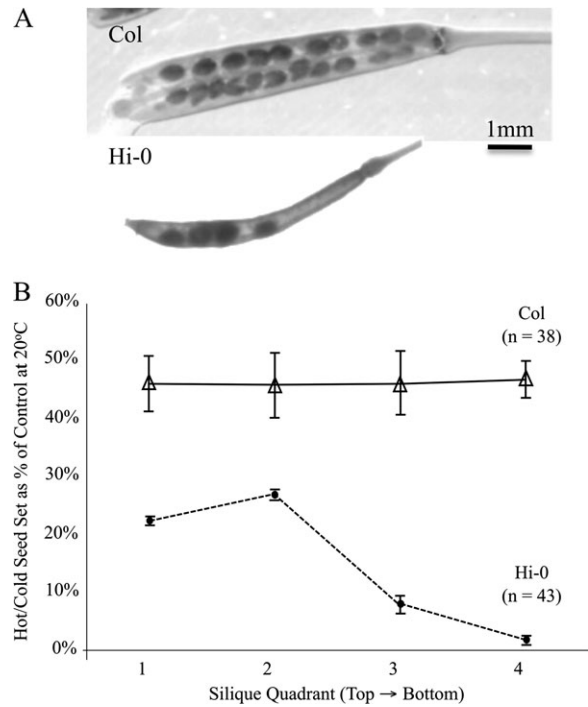 A
Col
1mm
Hi-0
B
60%
50%
40%
30%
20%
10%
0%
Hot/Cold Seed Set as % of Control at 20°C
Col
(n = 38)
Hi-0
(n = 43)
1 2 3 4
Silique Quadrant (Top → Bottom)